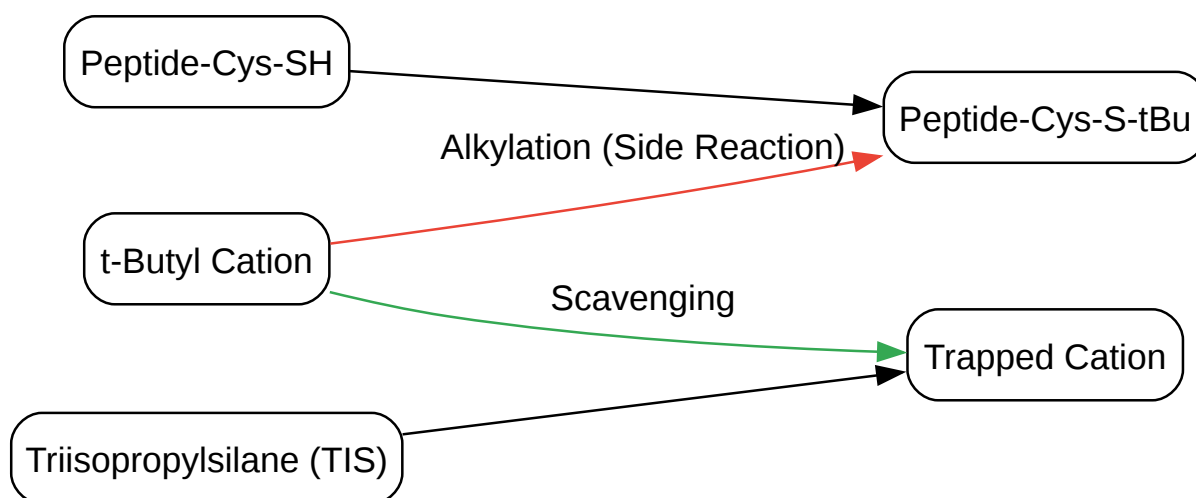 Peptide-Cys-SH
Peptide-Cys-S-tBu
Alkylation (Side Reaction)
t-Butyl Cation
Scavenging
Trapped Cation
Triisopropylsilane (TIS)